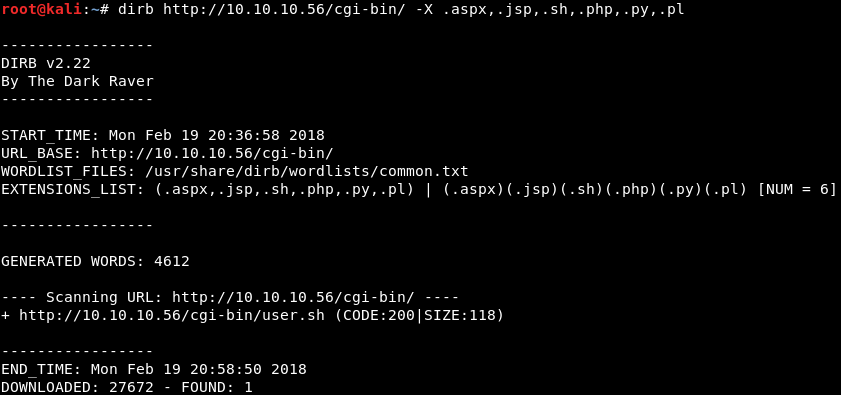 root@kali:~# dirb http://10.10.10.56/cgi-bin/ -X .aspx,.jsp,.sh,.php,.py,.pl
-----------------
DIRB v2.22
By The Dark Raver
-----------------
START_TIME: Mon Feb 19 20:36:58 2018
URL_BASE: http://10.10.10.56/cgi-bin/
WORDLIST_FILES: /usr/share/dirb/wordlists/common.txt
EXTENSIONS_LIST: (.aspx,.jsp,.sh,.php,.py,.pl) | (.aspx)(.jsp)(.sh)(.php)(.py)(.pl) [NUM = 6]
-----------------
GENERATED WORDS: 4612
---- Scanning URL: http://10.10.10.56/cgi-bin/ ----
+ http://10.10.10.56/cgi-bin/user.sh (CODE:200|SIZE:118)
-----------------
END_TIME: Mon Feb 19 20:58:50 2018
DOWNLOADED: 27672 - FOUND: 1